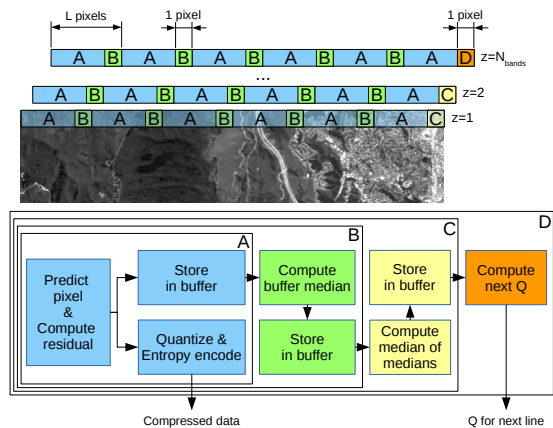 L pixels 1 pixel 1 pixel
A B A B A B A B A B A D z=Nbands
...
A B A B A B A B A B A C z=2
A B A B A B A B A B A C z=1
D
C
B
A
Predict
pixel
&
Compute
residual
Store
in buffer
Quantize &
Entropy encode
Compute
buffer median
Store
in buffer
Store
in buffer
Compute
median of
medians
Compute
next Q
Compressed data
Q for next line